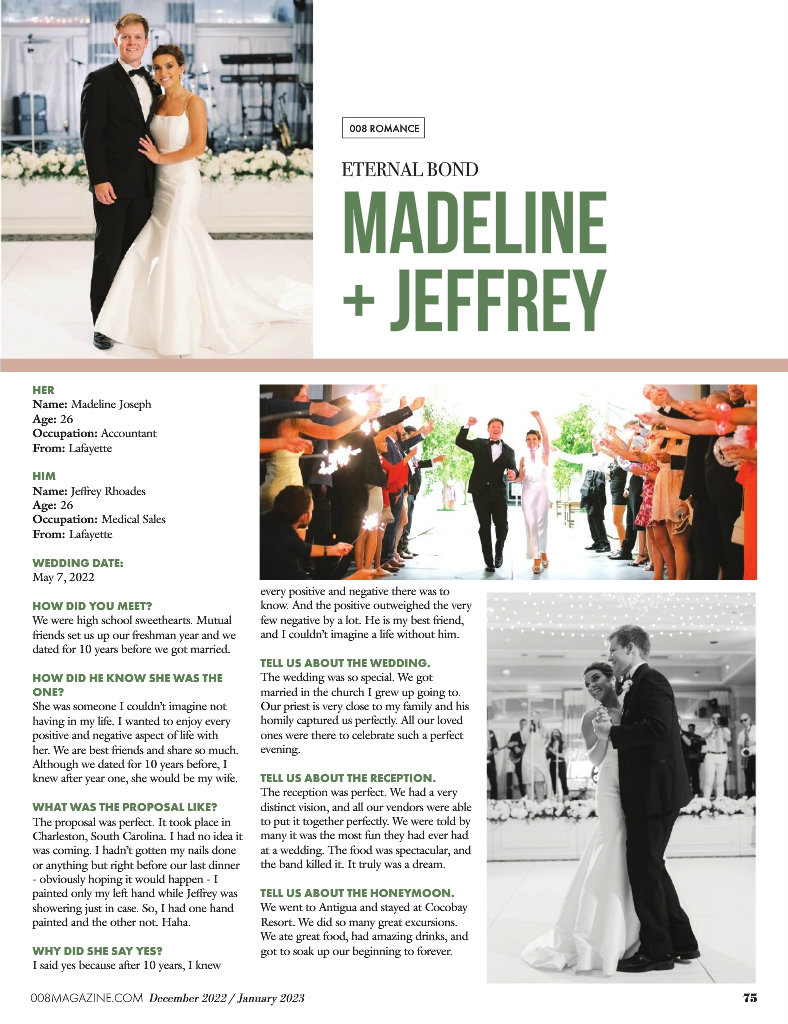 008 ROMANCE
ETERNAL BOND
MADELINE
+ JEFFREY
HER
Name: Madeline Joseph
Age: 26
Occupation: Accountant
From: Lafayette
HIM
Name: Jeffrey Rhoades
Age: 26
Occupation: Medical Sales
From: Lafayette
WEDDING DATE:
May 7, 2022
HOW DID YOU MEET?
We were high school sweethearts. Mutual
friends set us up our freshman year and we
dated for 10 years before we got married.
HOW DID HE KNOW SHE WAS THE
ONE?
She was someone I couldn't imagine not
having in my life. I wanted to enjoy every
positive and negative aspect of life with
her. We are best friends and share so much.
Although we dated for 10 years before, I
knew after year one, she would be my wife.
WHAT WAS THE PROPOSAL LIKE?
The proposal was perfect. It took place in
Charleston, South Carolina. I had no idea it
was coming. I hadn't gotten my nails done
or anything but right before our last dinner
- obviously hoping it would happen - I
painted only my left hand while Jeffrey was
showering just in case. So, I had one hand
painted and the other not. Haha.
WHY DID SHE SAY YES?
I said yes because after 10 years, I knew
every positive and negative there was to
know. And the positive outweighed the very
few negative by a lot. He is my best friend,
and I couldn't imagine a life without him.
TELL US ABOUT THE WEDDING.
The wedding was so special. We got
married in the church I grew up going to.
Our priest is very close to my family and his
homily captured us perfectly. All our loved
ones were there to celebrate such a perfect
evening.
TELL US ABOUT THE RECEPTION.
The reception was perfect. We had a very
distinct vision, and all our vendors were able
to put it together perfectly. We were told by
many it was the most fun they had ever had
at a wedding. The food was spectacular, and
the band killed it. It truly was a dream.
TELL US ABOUT THE HONEYMOON.
We went to Antigua and stayed at Cocobay
Resort. We did so many great excursions.
We ate great food, had amazing drinks, and
got to soak up our beginning to forever.
008MAGAZINE.COM December 2022 / January 2023
75